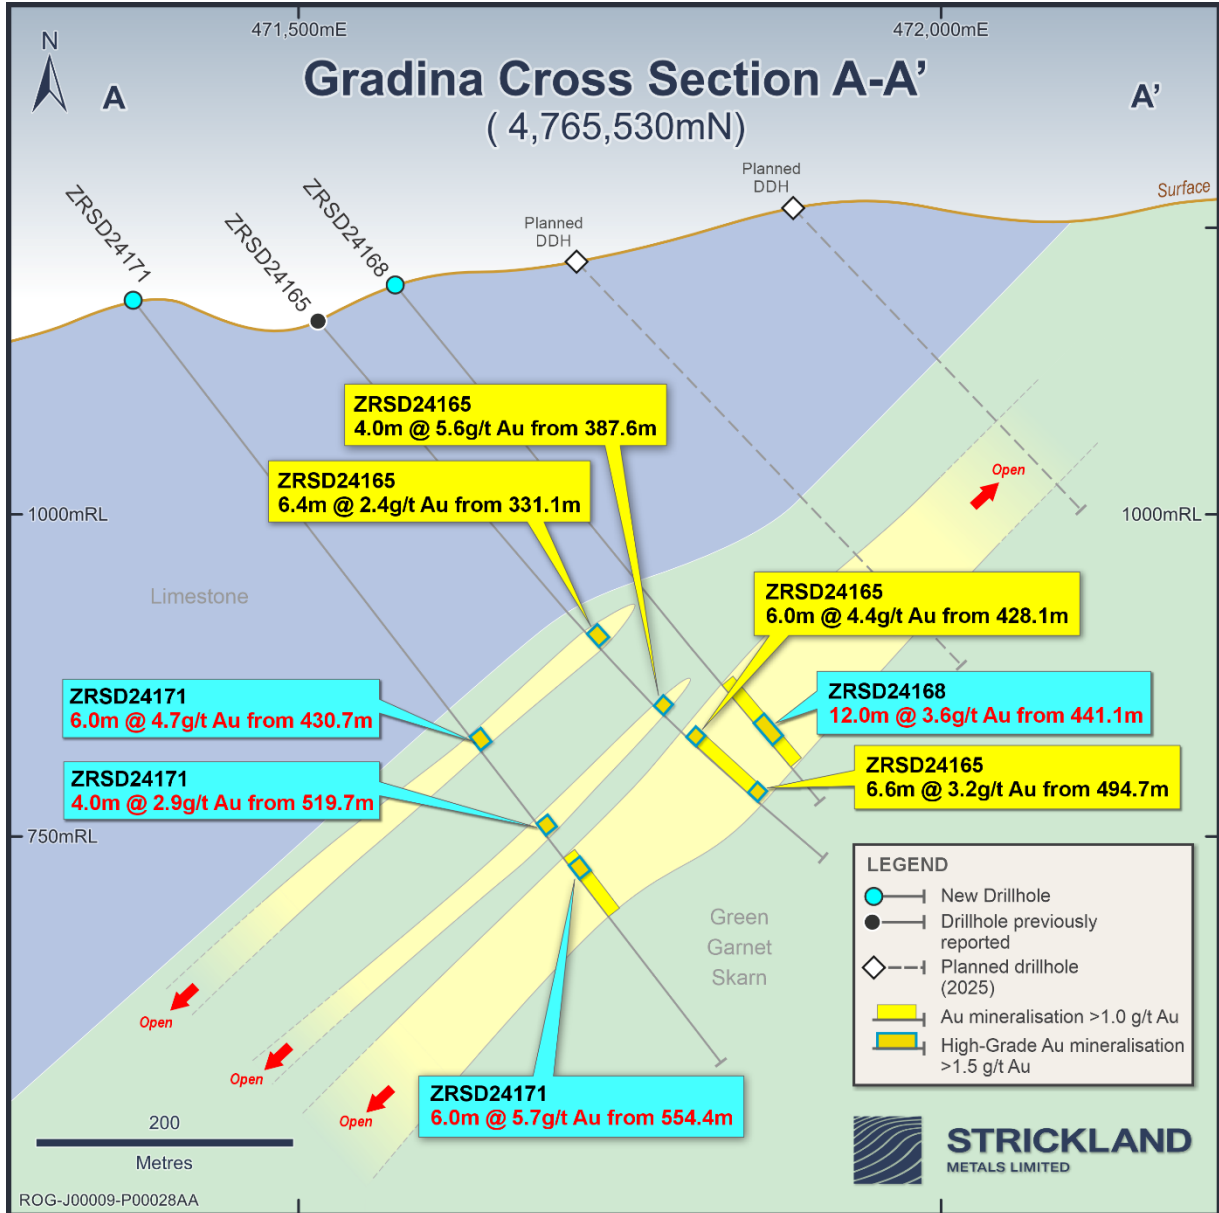 471,500mE
472,000mE
N
A
Gradina Cross Section A-A’
A’
( 4,765,530mN)
Planned
DDH
Surface
ZRSD24171
ZRSD24165
ZRSD24168
Planned
DDH
ZRSD24165
4.0m @ 5.6g/t Au from 387.6m
ZRSD24165
6.4m @ 2.4g/t Au from 331.1m
Open
1000mRL
1000mRL
Limestone
ZRSD24165
6.0m @ 4.4g/t Au from 428.1m
ZRSD24171
6.0m @ 4.7g/t Au from 430.7m
ZRSD24168
12.0m @ 3.6g/t Au from 441.1m
ZRSD24171
4.0m @ 2.9g/t Au from 519.7m
ZRSD24165
6.6m @ 3.2g/t Au from 494.7m
750mRL
Green
Garnet
Skarn
LEGEND
New Drillhole
Drillhole previously
reported
Planned drillhole
(2025)
Au mineralisation >1.0 g/t Au
High-Grade Au mineralisation
>1.5 g/t Au
Open
Open
Open
ZRSD24171
6.0m @ 5.7g/t Au from 554.4m
200
Metres
STRICKLAND
METALS LIMITED
ROG-J00009-P00028AA